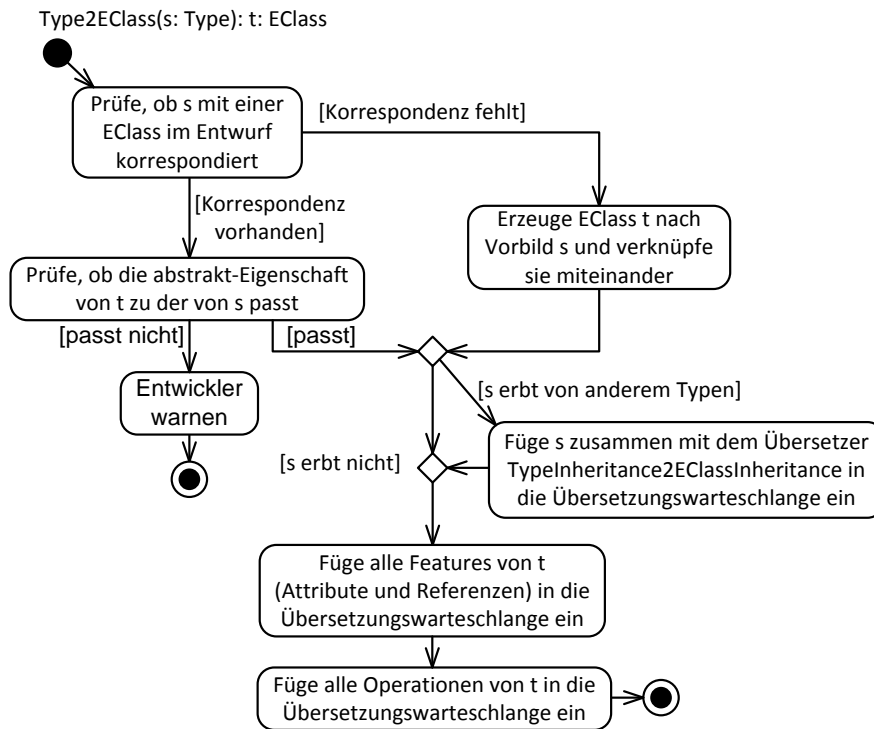 Type2EClass(s: Type): t: EClass
Prüfe, ob s mit einer
EClass im Entwurf
korrespondiert
[Korrespondenz fehlt]
[Korrespondenz
vorhanden]
Erzeuge EClass t nach
Vorbild s und verknüpfe
sie miteinander
Prüfe, ob die abstrakt-Eigenschaft
von t zu der von s passt
[passt nicht]
[passt]
Entwickler
warnen
[s erbt von anderem Typen]
[s erbt nicht]
Füge s zusammen mit dem Übersetzer
TypeInheritance2EClassInheritance in
die Übersetzungswarteschlange ein
Füge alle Features von t
(Attribute und Referenzen) in die
Übersetzungswarteschlange ein
Füge alle Operationen von t in die
Übersetzungswarteschlange ein